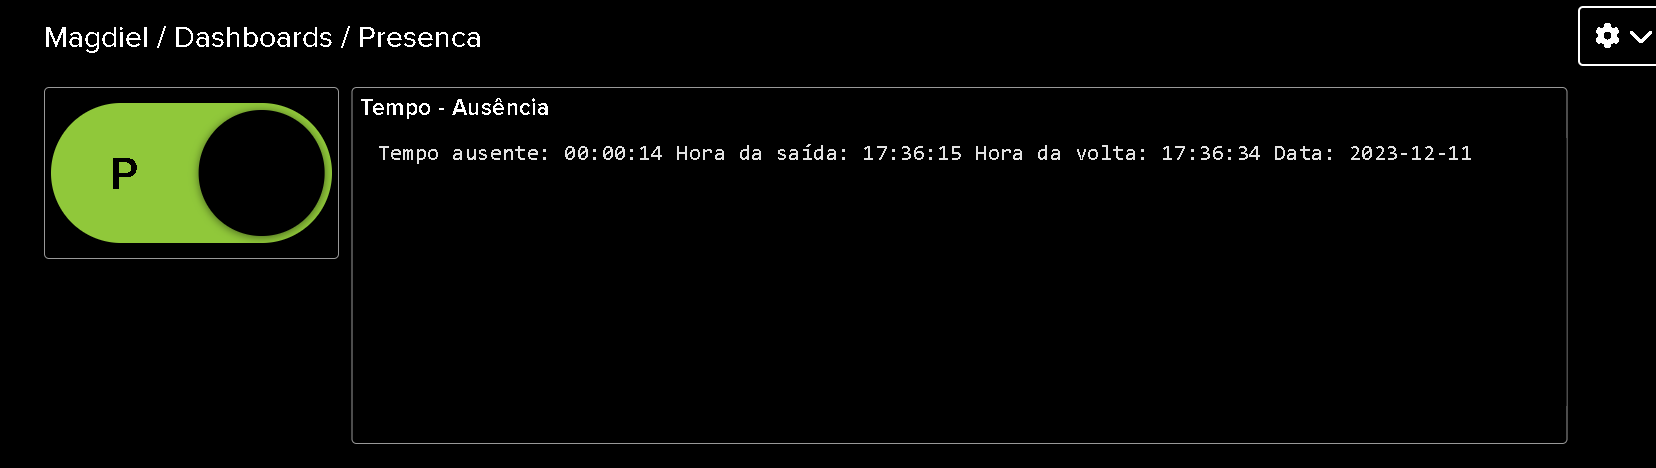 Magdiel / Dashboards / Presenca
P
Tempo - Ausência
Tempo ausente: 00:00:14 Hora da saída: 17:36:15 Hora da volta: 17:36:34 Data: 2023-12-11